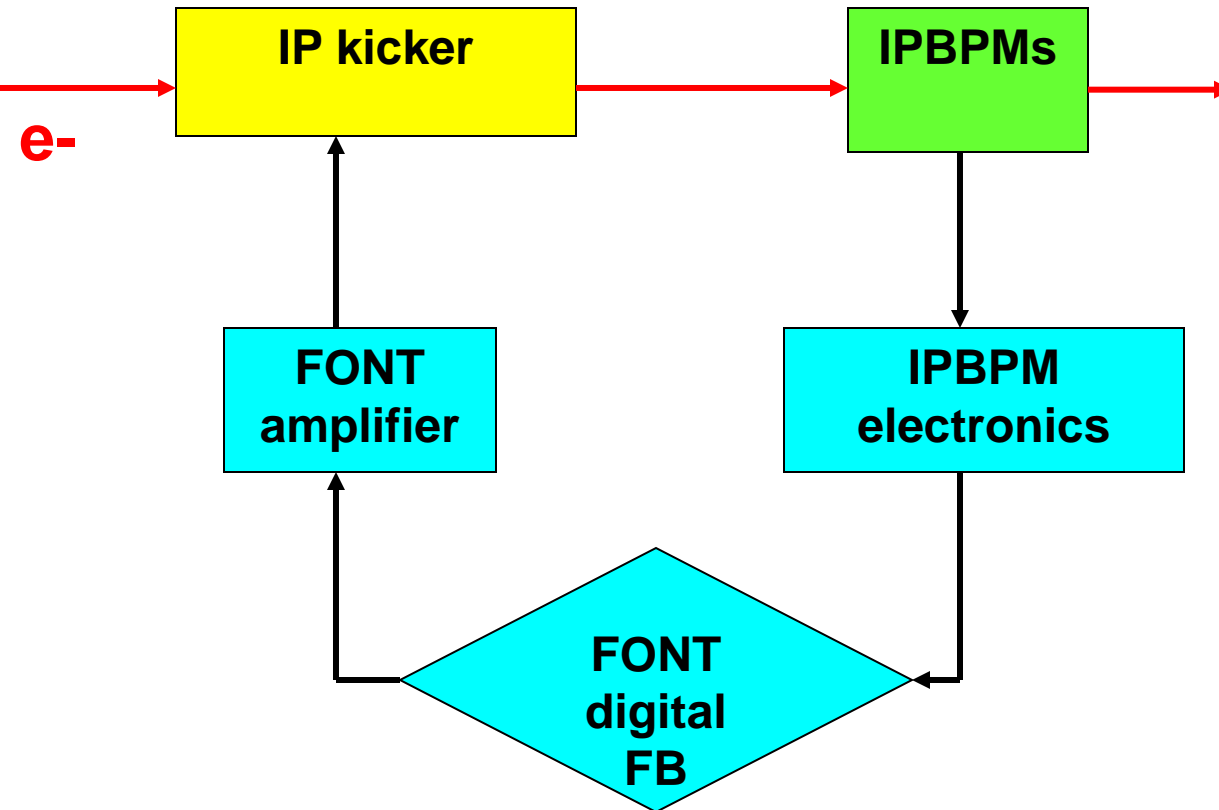 IP kicker
IPBPMs
e-
FONT
amplifier
IPBPM
electronics
FONT
digital
FB